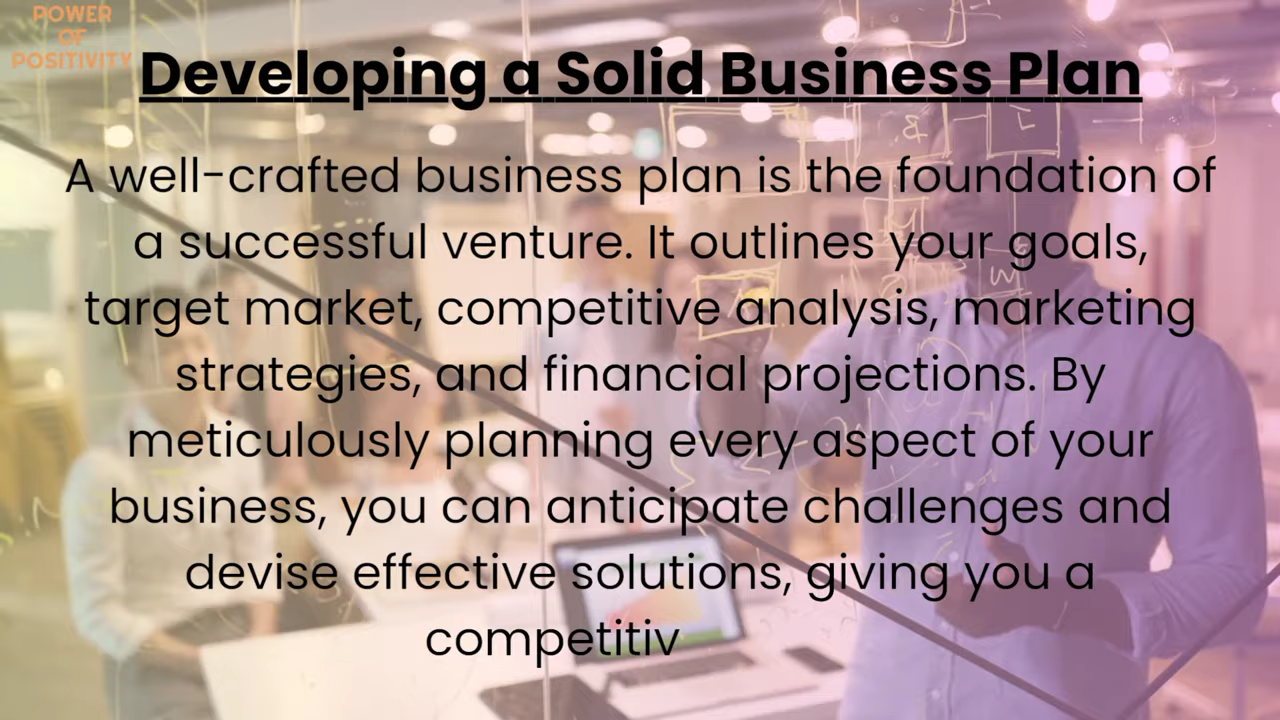 POWER
OF
POSITIVITY
Developing a Solid Business Plan
A well-crafted business plan is the foundation of
a successful venture. It outlines your goals,
target market, competitive analysis, marketing
strategies, and financial projections. By
meticulously planning every aspect of your
business, you can anticipate challenges and
devise effective solutions, giving you a
competitiv